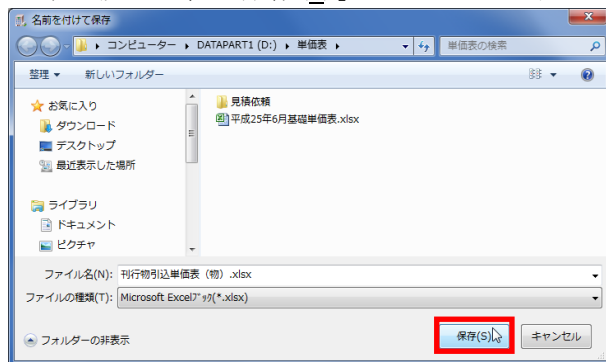 名前を付けて保存
コンピューター ▸ DATAPART1 (D:) ▸ 単価表 ▸
単価表の検索
整理 ▼ 新しいフォルダー
お気に入り
ダウンロード
デスクトップ
最近表示した場所
ライブラリ
ドキュメント
ピクチャ
見積依頼
平成25年6月基礎単価表.xlsx
ファイル名(N): 刊行物引込単価表（物）.xlsx
ファイルの種類(T): Microsoft Excelﾌﾞｯｸ(*.xlsx)
フォルダーの非表示
保存(S)
キャンセル